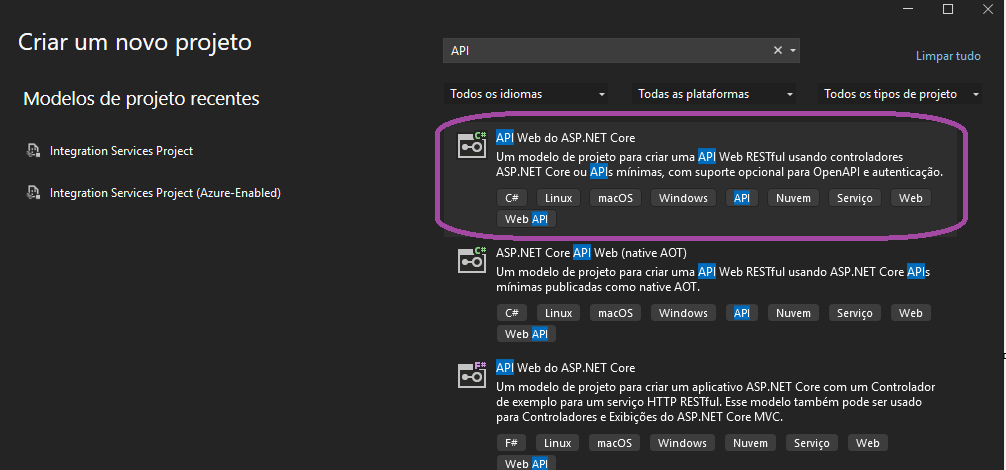 Criar um novo projeto
Modelos de projeto recentes
Integration Services Project
Integration Services Project (Azure-Enabled)
API
Limpar tudo
Todos os idiomas
Todas as plataformas
Todos os tipos de projeto
C#
API Web do ASP.NET Core
Um modelo de projeto para criar uma API Web RESTful usando controladores
ASP.NET Core ou APIs mínimas, com suporte opcional para OpenAPI e autenticação.
C# Linux macOS Windows API Nuvem Serviço Web
Web API
C#
ASP.NET Core API Web (native AOT)
Um modelo de projeto para criar uma API Web RESTful usando ASP.NET Core APIs
mínimas publicadas como native AOT.
C# Linux macOS Windows API Nuvem Serviço Web
Web API
F#
API Web do ASP.NET Core
Um modelo de projeto para criar um aplicativo ASP.NET Core com um Controlador
de exemplo para um serviço HTTP RESTful. Esse modelo também pode ser usado
para Controladores e Exibições do ASP.NET Core MVC.
F# Linux macOS Windows Nuvem Serviço Web
Web API